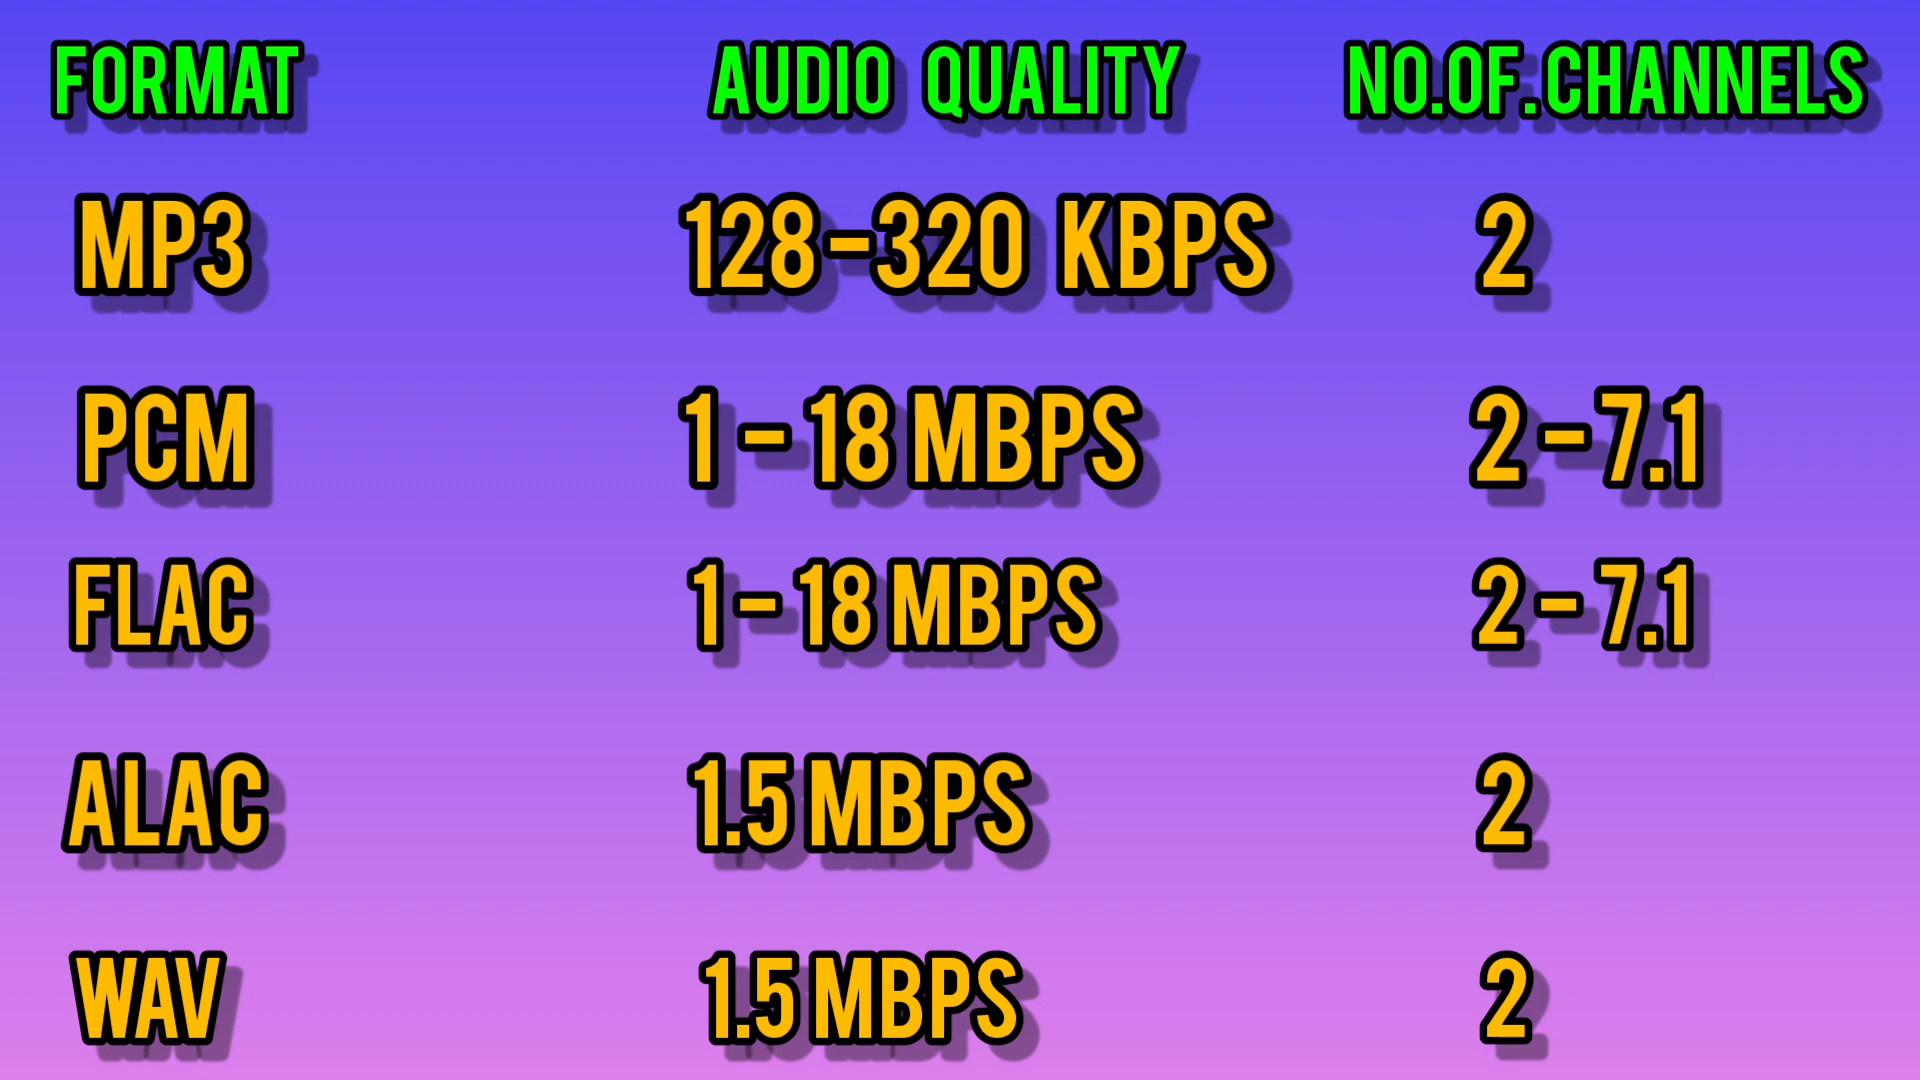 FORMAT AUDIO QUALITY NO.OF.CHANNELS
MP3 128-320 KBPS 2
PCM 1 - 18 MBPS 2 - 7.1
FLAC 1 - 18 MBPS 2 - 7.1
ALAC 1.5 MBPS 2
WAV 1.5 MBPS 2